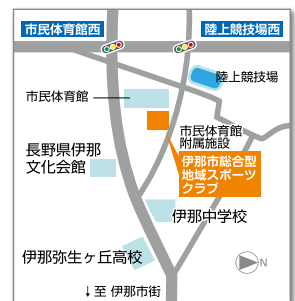 市民体育館西
陸上競技場西
陸上競技場
市民体育館
市民体育館
附属施設
伊那市総合型
地域スポーツ
クラブ
長野県伊那
文化会館
伊那中学校
伊那弥生ヶ丘高校
N
↓至 伊那市街